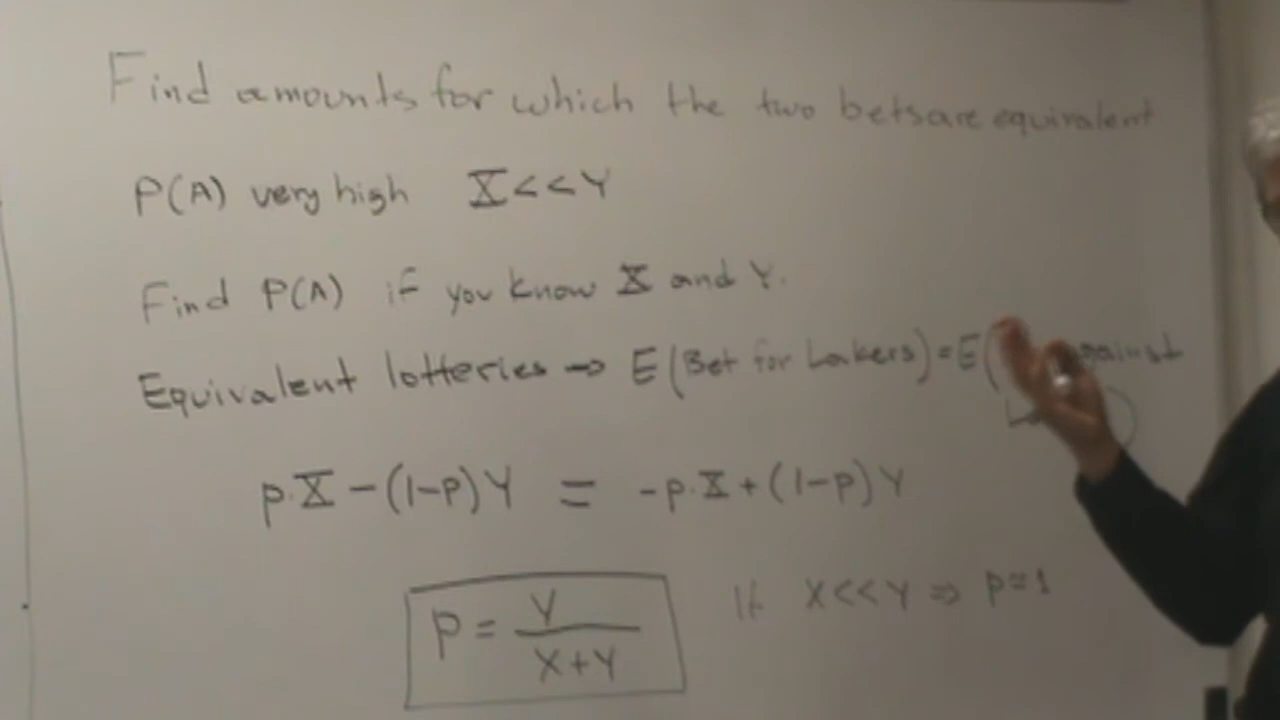 Find amounts for which the two bets are equivalent
P(A) very high X<<Y
Find P(A) if you know X and Y.
Equivalent lotteries → E(Bet for Lakers) = E( against
p·X-(1-p)Y = -p·X+(1-p)Y
P = Y / X+Y
If X<<Y ⇒ p≈1